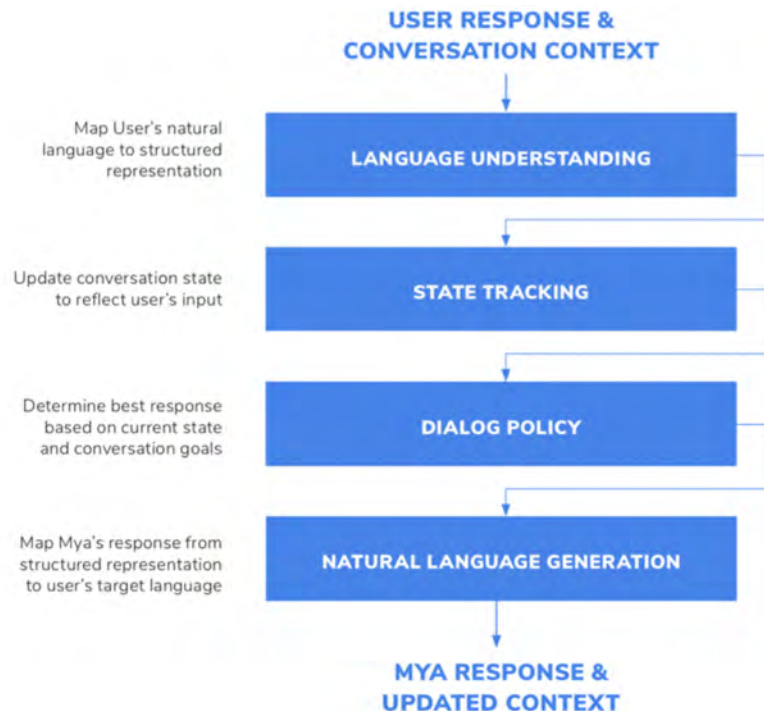 USER RESPONSE &
CONVERSATION CONTEXT
Map User's natural
language to structured
representation
LANGUAGE UNDERSTANDING
Update conversation state
to reflect user's input
STATE TRACKING
Determine best response
based on current state
and conversation goals
DIALOG POLICY
Map Mya's response from
structured representation
to user's target language
NATURAL LANGUAGE GENERATION
MYA RESPONSE &
UPDATED CONTEXT